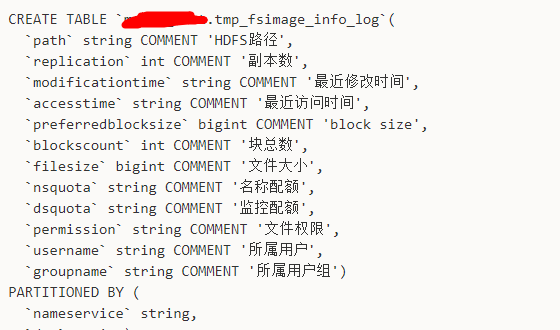 CREATE TABLE `.tmp_fsimage_info_log`(
`path` string COMMENT 'HDFS路径',
`replication` int COMMENT '副本数',
`modificationtime` string COMMENT '最近修改时间',
`accesstime` string COMMENT '最近访问时间',
`preferredblocksize` bigint COMMENT 'block size',
`blockscount` int COMMENT '块总数',
`filesize` bigint COMMENT '文件大小',
`nsquota` string COMMENT '名称配额',
`dsquota` string COMMENT '监控配额',
`permission` string COMMENT '文件权限',
`username` string COMMENT '所属用户',
`groupname` string COMMENT '所属用户组')
PARTITIONED BY (
`nameservice` string,